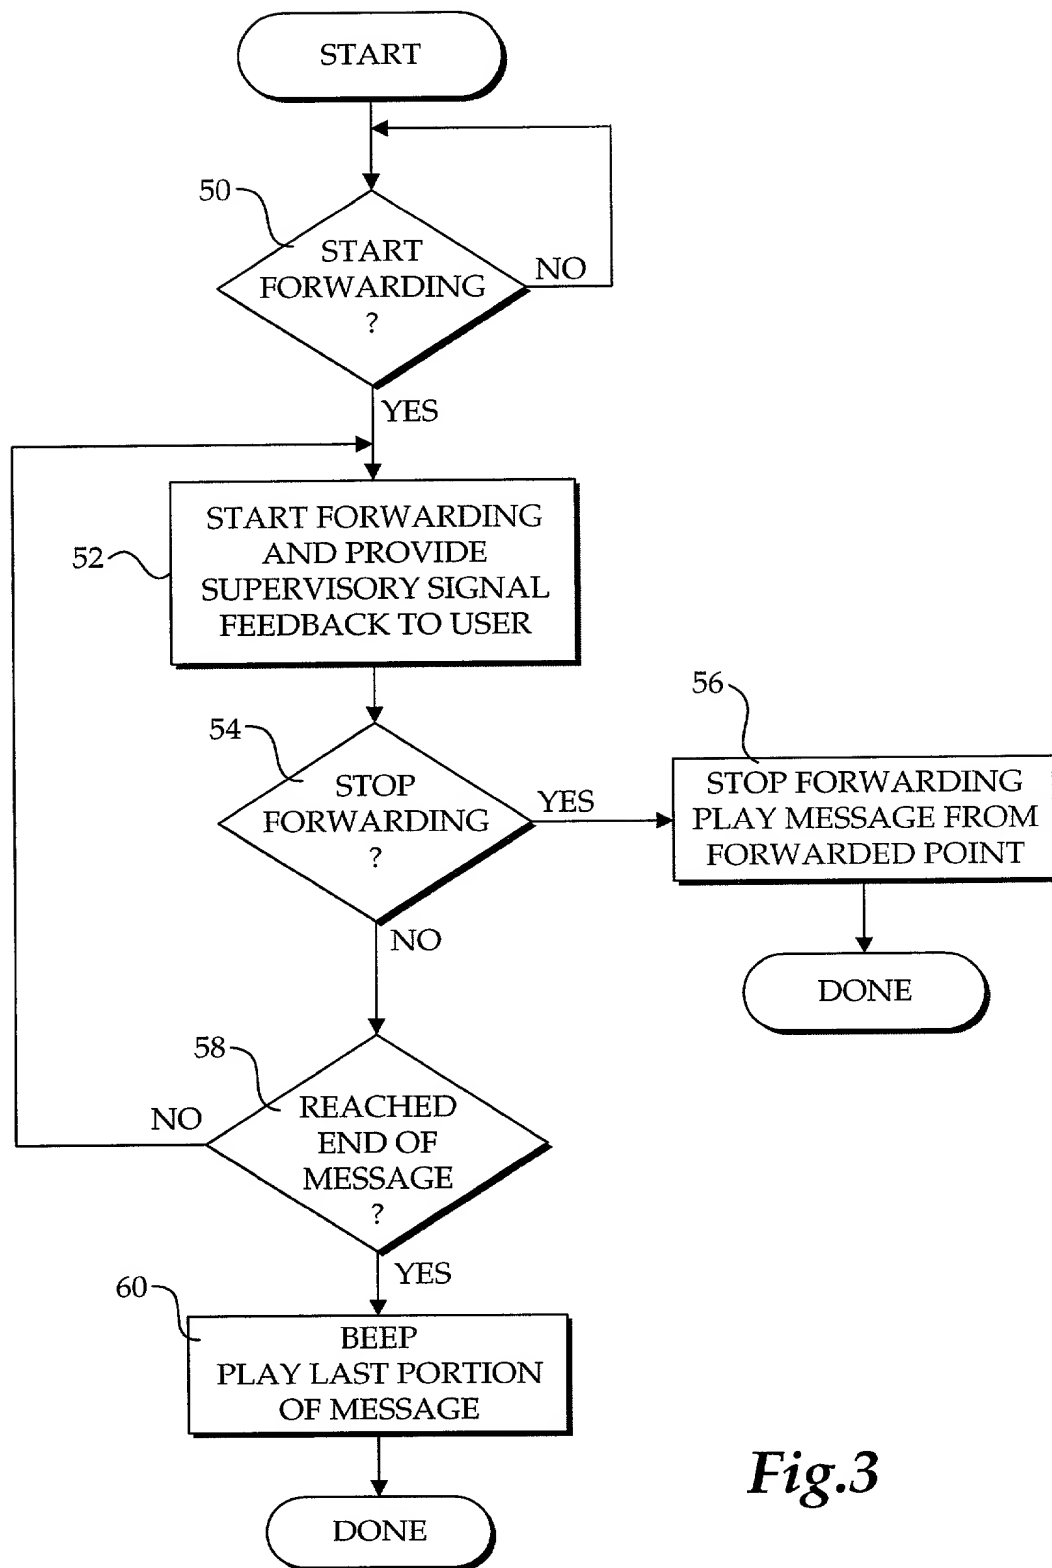 START
50
START
FORWARDING
?
NO
YES
52
START FORWARDING
AND PROVIDE
SUPERVISORY SIGNAL
FEEDBACK TO USER
54
STOP
FORWARDING
?
YES
56
STOP FORWARDING
PLAY MESSAGE FROM
FORWARDED POINT
NO
DONE
58
NO
REACHED
END OF
MESSAGE
?
YES
60
BEEP
PLAY LAST PORTION
OF MESSAGE
DONE
Fig.3